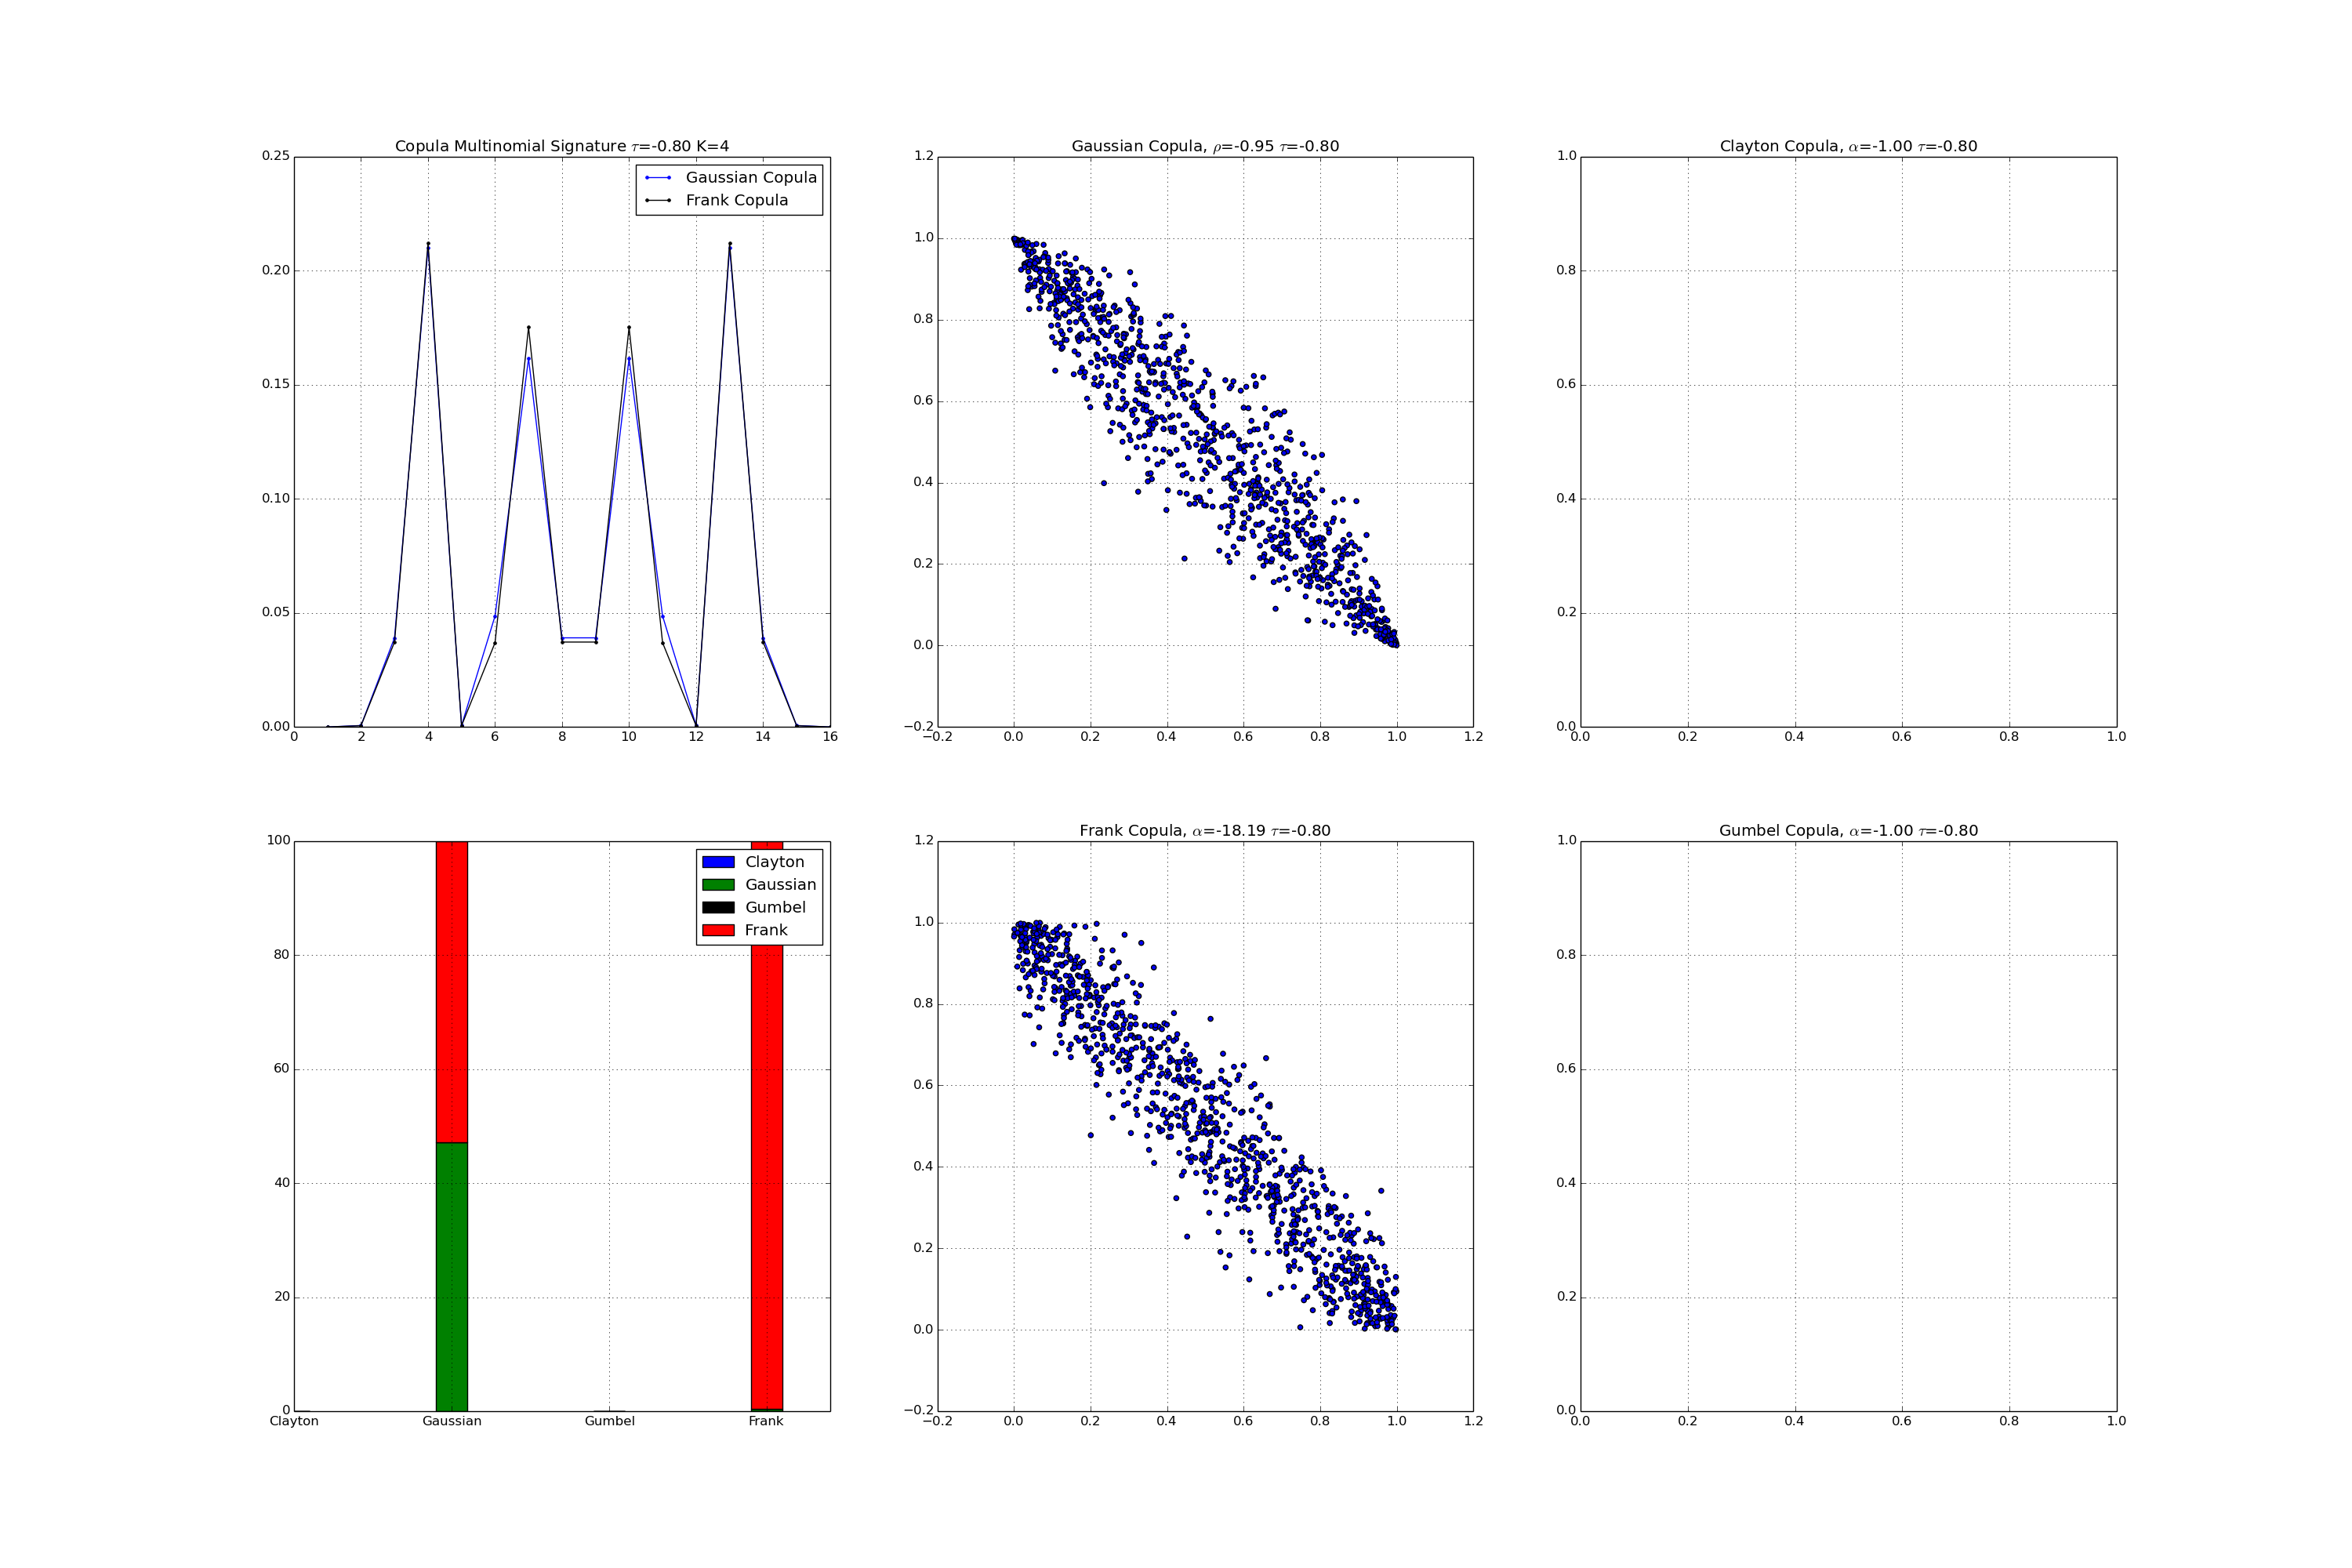 Copula Multinomial Signature τ=-0.80 K=4
0.25
0.20
0.15
0.10
0.05
0.00
0 2 4 6 8 10 12 14 16
Gaussian Copula
Frank Copula
Gaussian Copula, ρ=-0.95 τ=-0.80
1.2
1.0
0.8
0.6
0.4
0.2
0.0
−0.2
−0.2 0.0 0.2 0.4 0.6 0.8 1.0 1.2
Clayton Copula, α=-1.00 τ=-0.80
1.0
0.8
0.6
0.4
0.2
0.0
0.0 0.2 0.4 0.6 0.8 1.0
100
80
60
40
20
0
Clayton Gaussian Gumbel Frank
Clayton
Gaussian
Gumbel
Frank
Frank Copula, α=-18.19 τ=-0.80
1.2
1.0
0.8
0.6
0.4
0.2
0.0
−0.2
−0.2 0.0 0.2 0.4 0.6 0.8 1.0 1.2
Gumbel Copula, α=-1.00 τ=-0.80
1.0
0.8
0.6
0.4
0.2
0.0
0.0 0.2 0.4 0.6 0.8 1.0